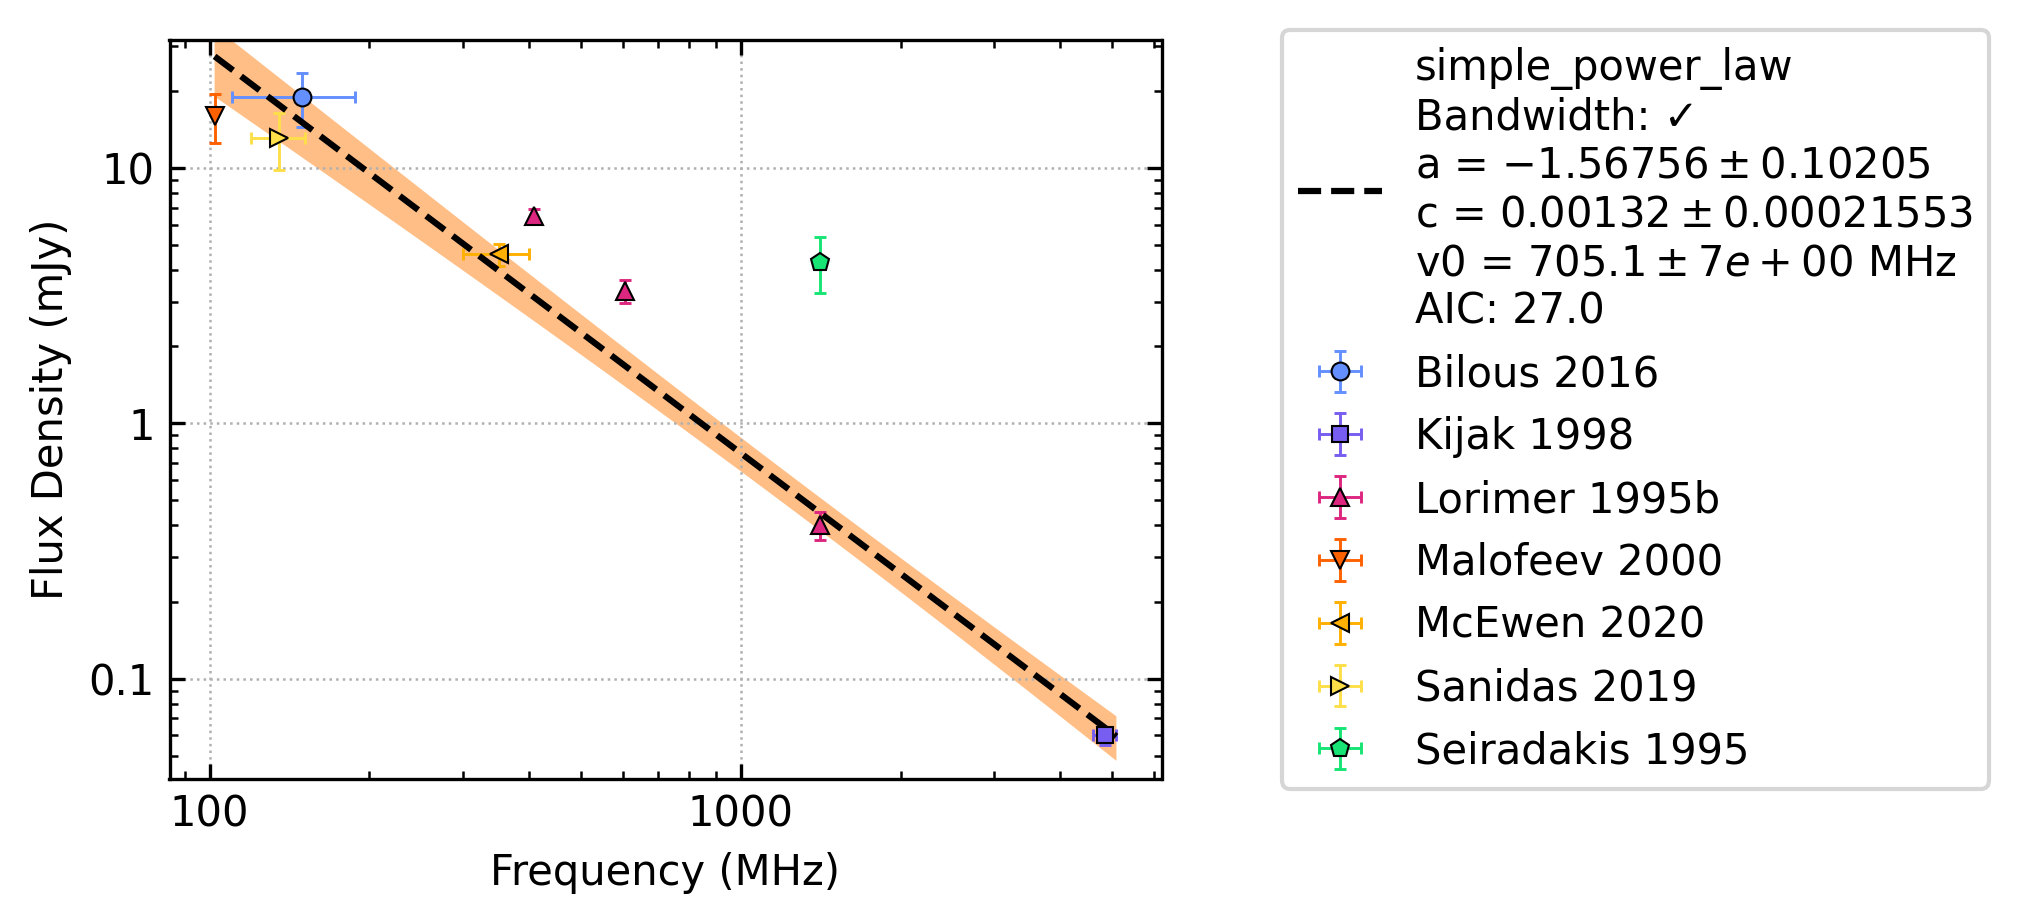 10
1
0.1
100
1000
Flux Density (mJy)
Frequency (MHz)
simple_power_law
Bandwidth: ✓
a = −1.56756 ± 0.10205
c = 0.00132 ± 0.00021553
v0 = 705.1 ± 7e + 00 MHz
AIC: 27.0
Bilous 2016
Kijak 1998
Lorimer 1995b
Malofeev 2000
McEwen 2020
Sanidas 2019
Seiradakis 1995